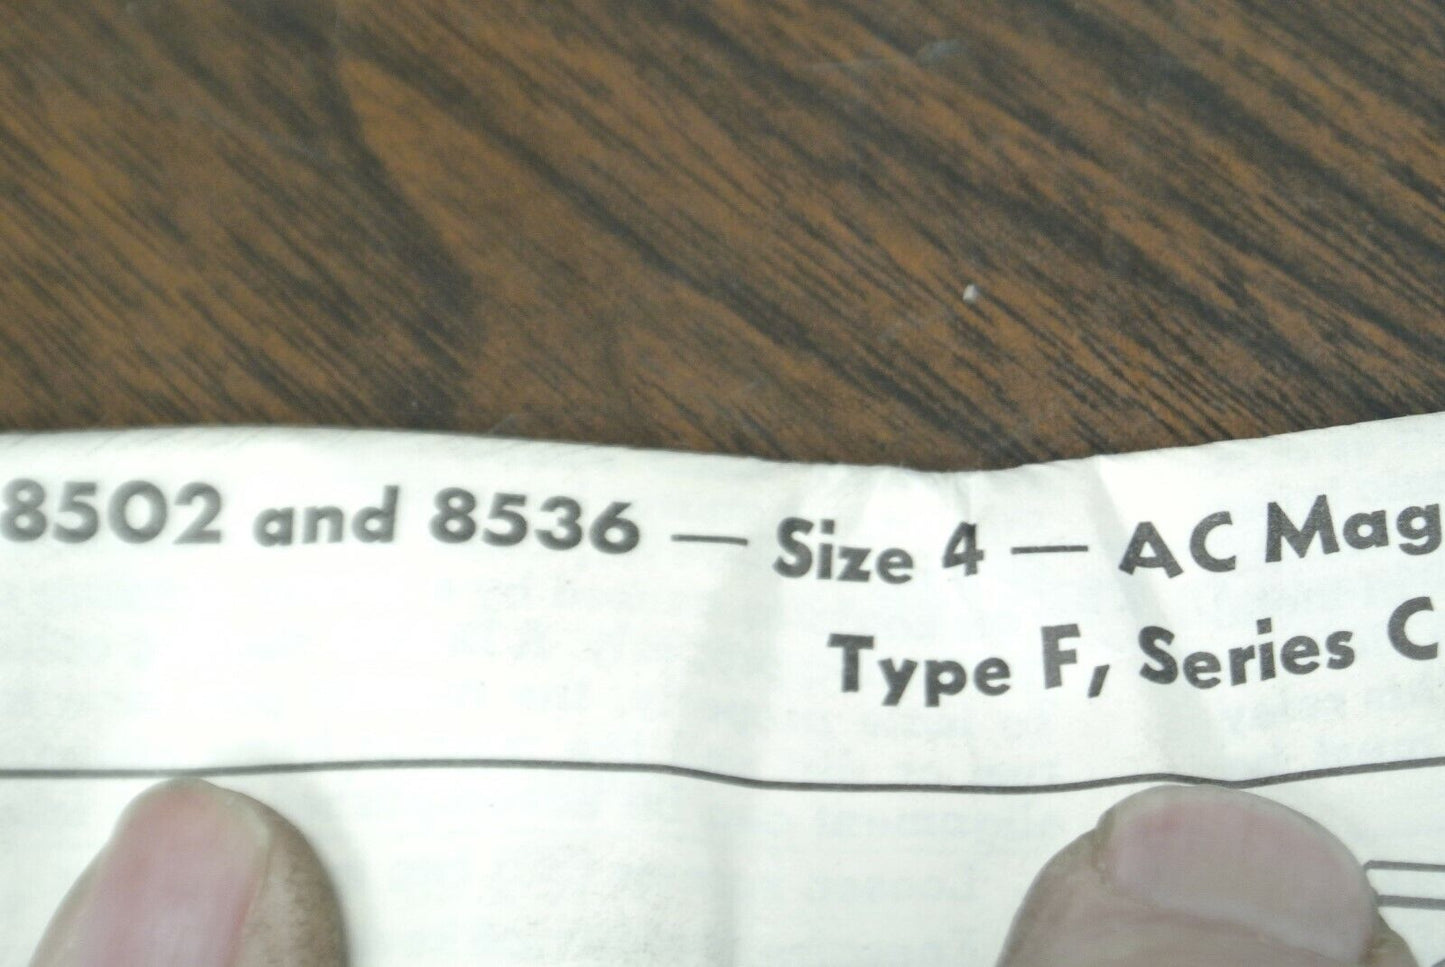 8502 and 8536 — Size 4 — AC Mag
Type F, Series C